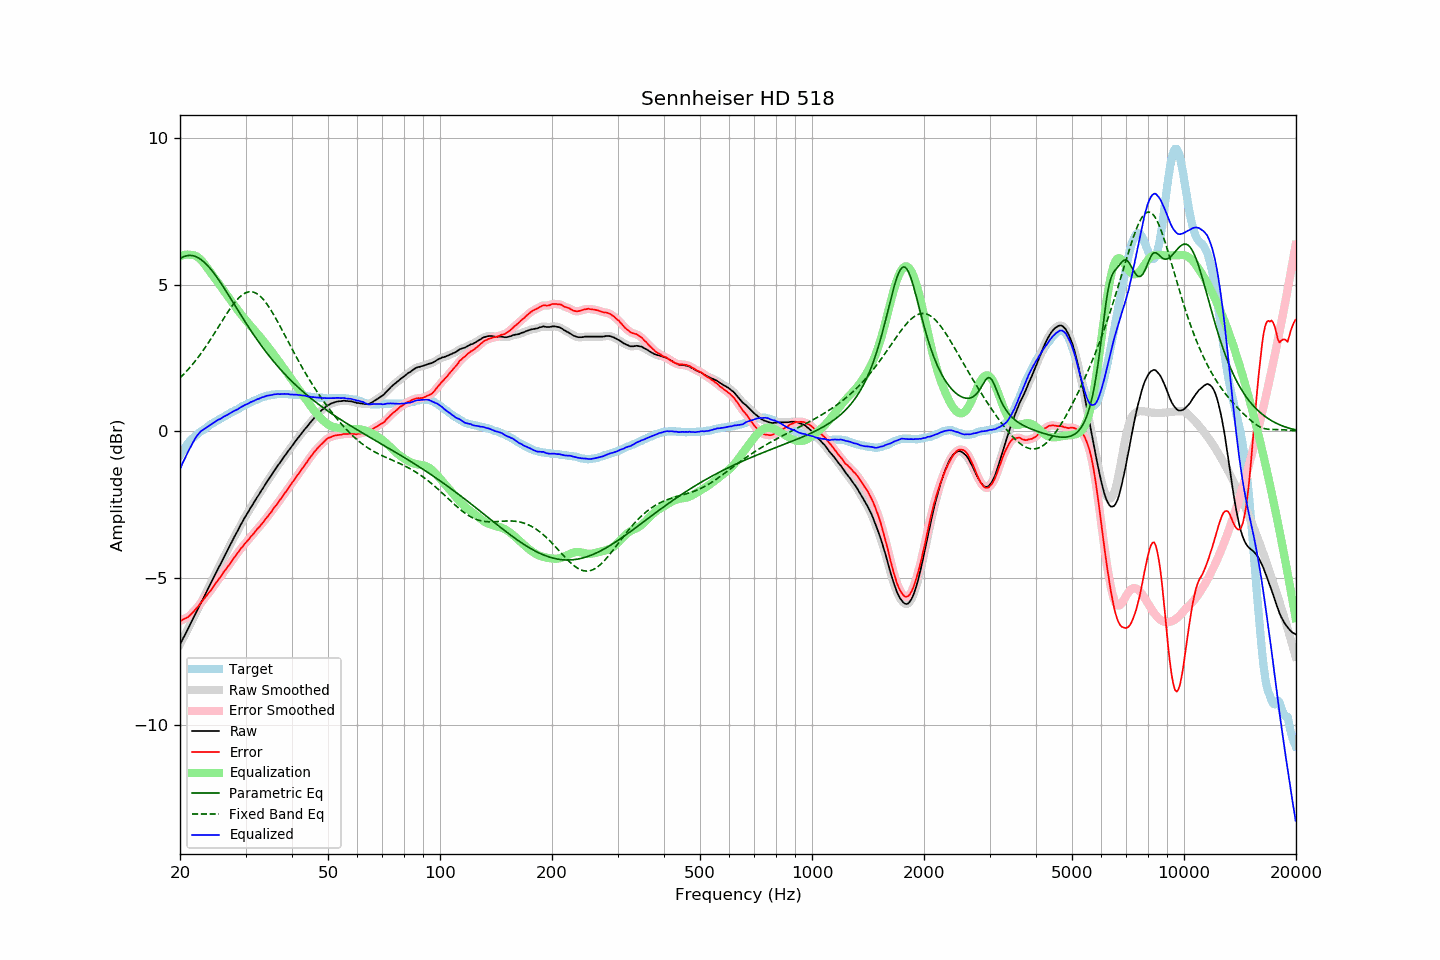 Sennheiser HD 518
Amplitude (dBr)
10
5
0
−5
−10
Target
Raw Smoothed
Error Smoothed
Raw
Error
Equalization
Parametric Eq
Fixed Band Eq
Equalized
20
50
100
200
500
1000
2000
5000
10000
20000
Frequency (Hz)